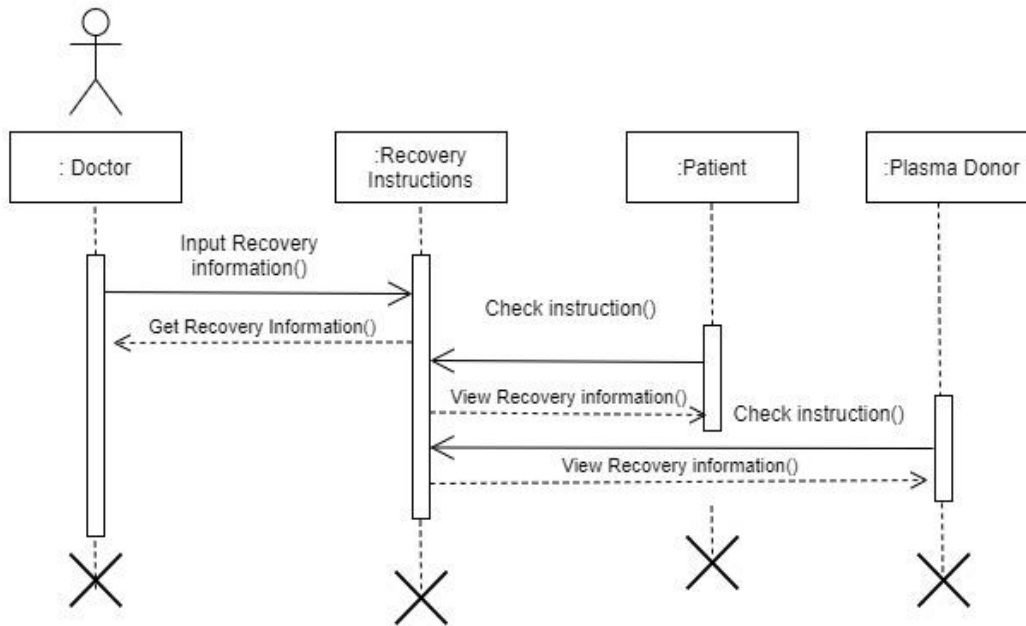 : Doctor
:Recovery
Instructions
:Patient
:Plasma Donor
Input Recovery
information()
Check instruction()
Get Recovery Information()
View Recovery information()
Check instruction()
View Recovery information()